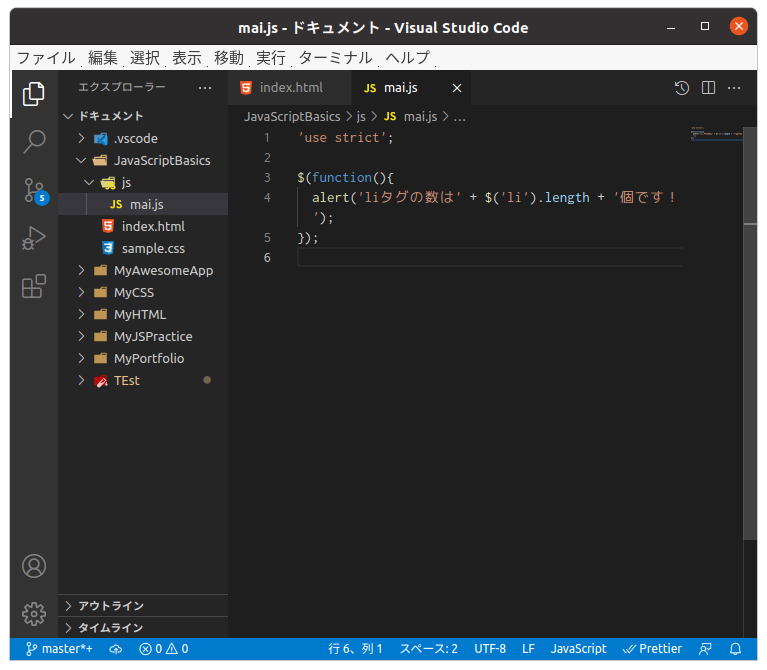 mai.js - ドキュメント - Visual Studio Code
ファイル 編集 選択 表示 移動 実行 ターミナル ヘルプ
エクスプローラー
ドキュメント
.vscode
JavaScriptBasics
js
JS mai.js
index.html
sample.css
MyAwesomeApp
MyCSS
MyHTML
MyJSPractice
MyPortfolio
TEst
アウトライン
タイムライン
5
index.html JS mai.js
JavaScriptBasics > js > JS mai.js > ...
1 'use strict';
2
3 $(function(){
4 alert('liタグの数は' + $('li').length + '個です！
');
5 });
6
master*+ 0 0 行 6、列 1 スペース: 2 UTF-8 LF JavaScript Prettier